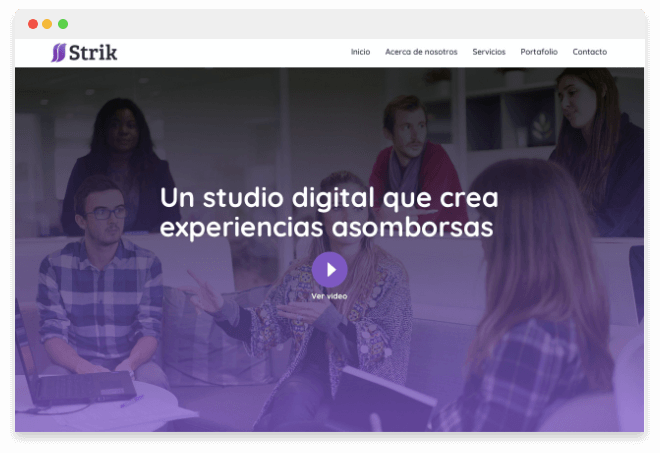 Strik
Inicio Acerca de nosotros Servicios Portafolio Contacto
Un studio digital que crea
experiencias asomborsas
Ver video